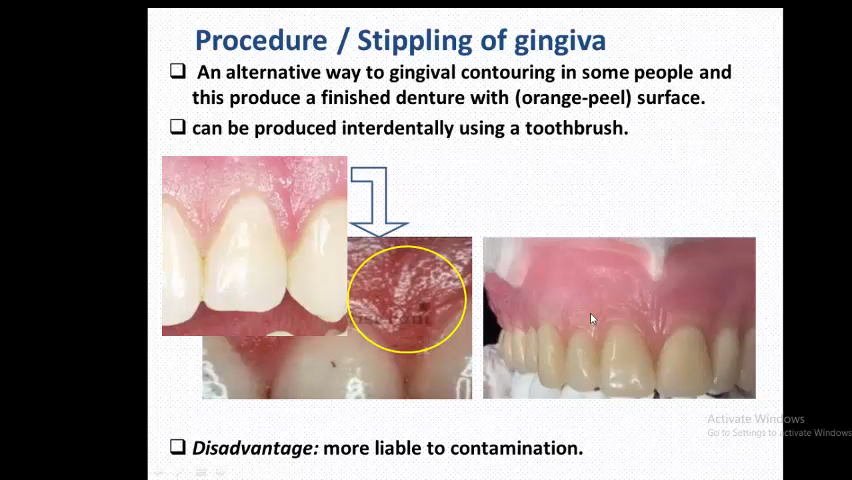 Procedure / Stippling of gingiva
An alternative way to gingival contouring in some people and
this produce a finished denture with (orange-peel) surface.
can be produced interdentally using a toothbrush.
Disadvantage: more liable to contamination.
Activate Windows
Go to Settings to activate Windows